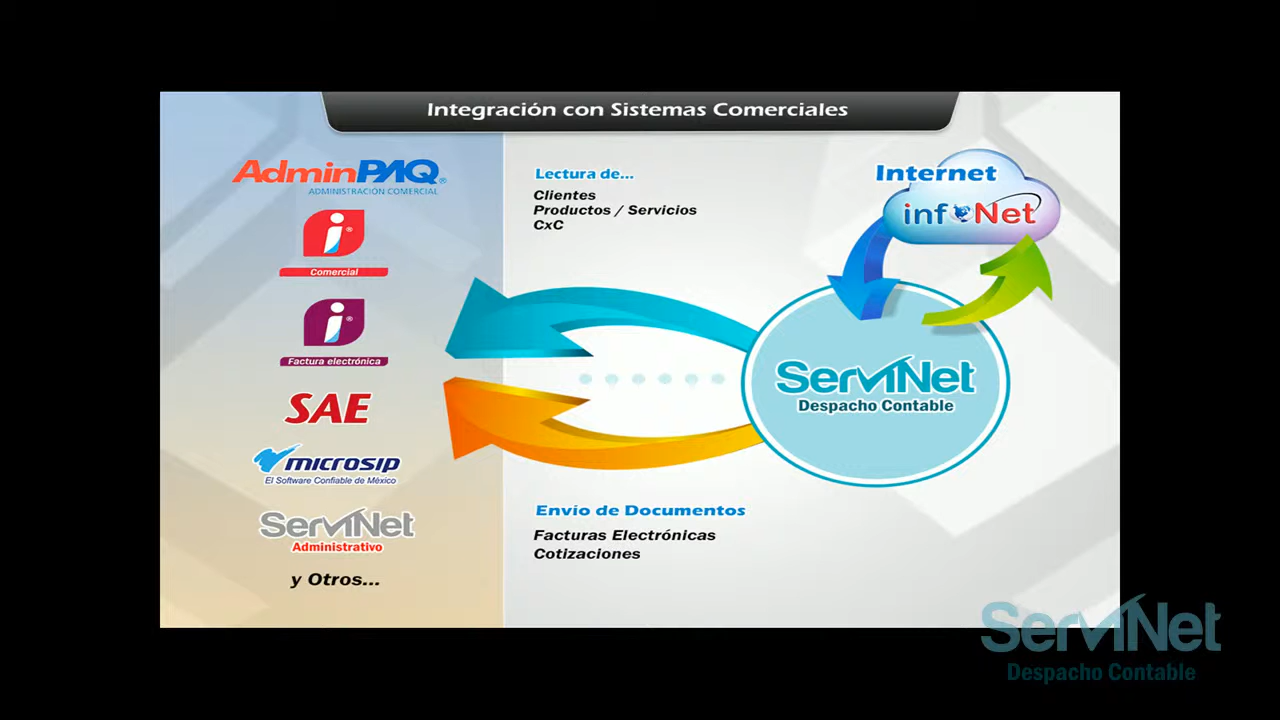 Integración con Sistemas Comerciales
AdminPAQ®
ADMINISTRACIÓN COMERCIAL
i®
Comercial
i®
Factura electrónica
SAE
microsip
El Software Confiable de México
ServiNet
Administrativo
y Otros...
Lectura de...
Clientes
Productos / Servicios
CxC
Internet
infoNet
ServiNet
Despacho Contable
Envio de Documentos
Facturas Electrónicas
Cotizaciones
ServiNet
Despacho Contable